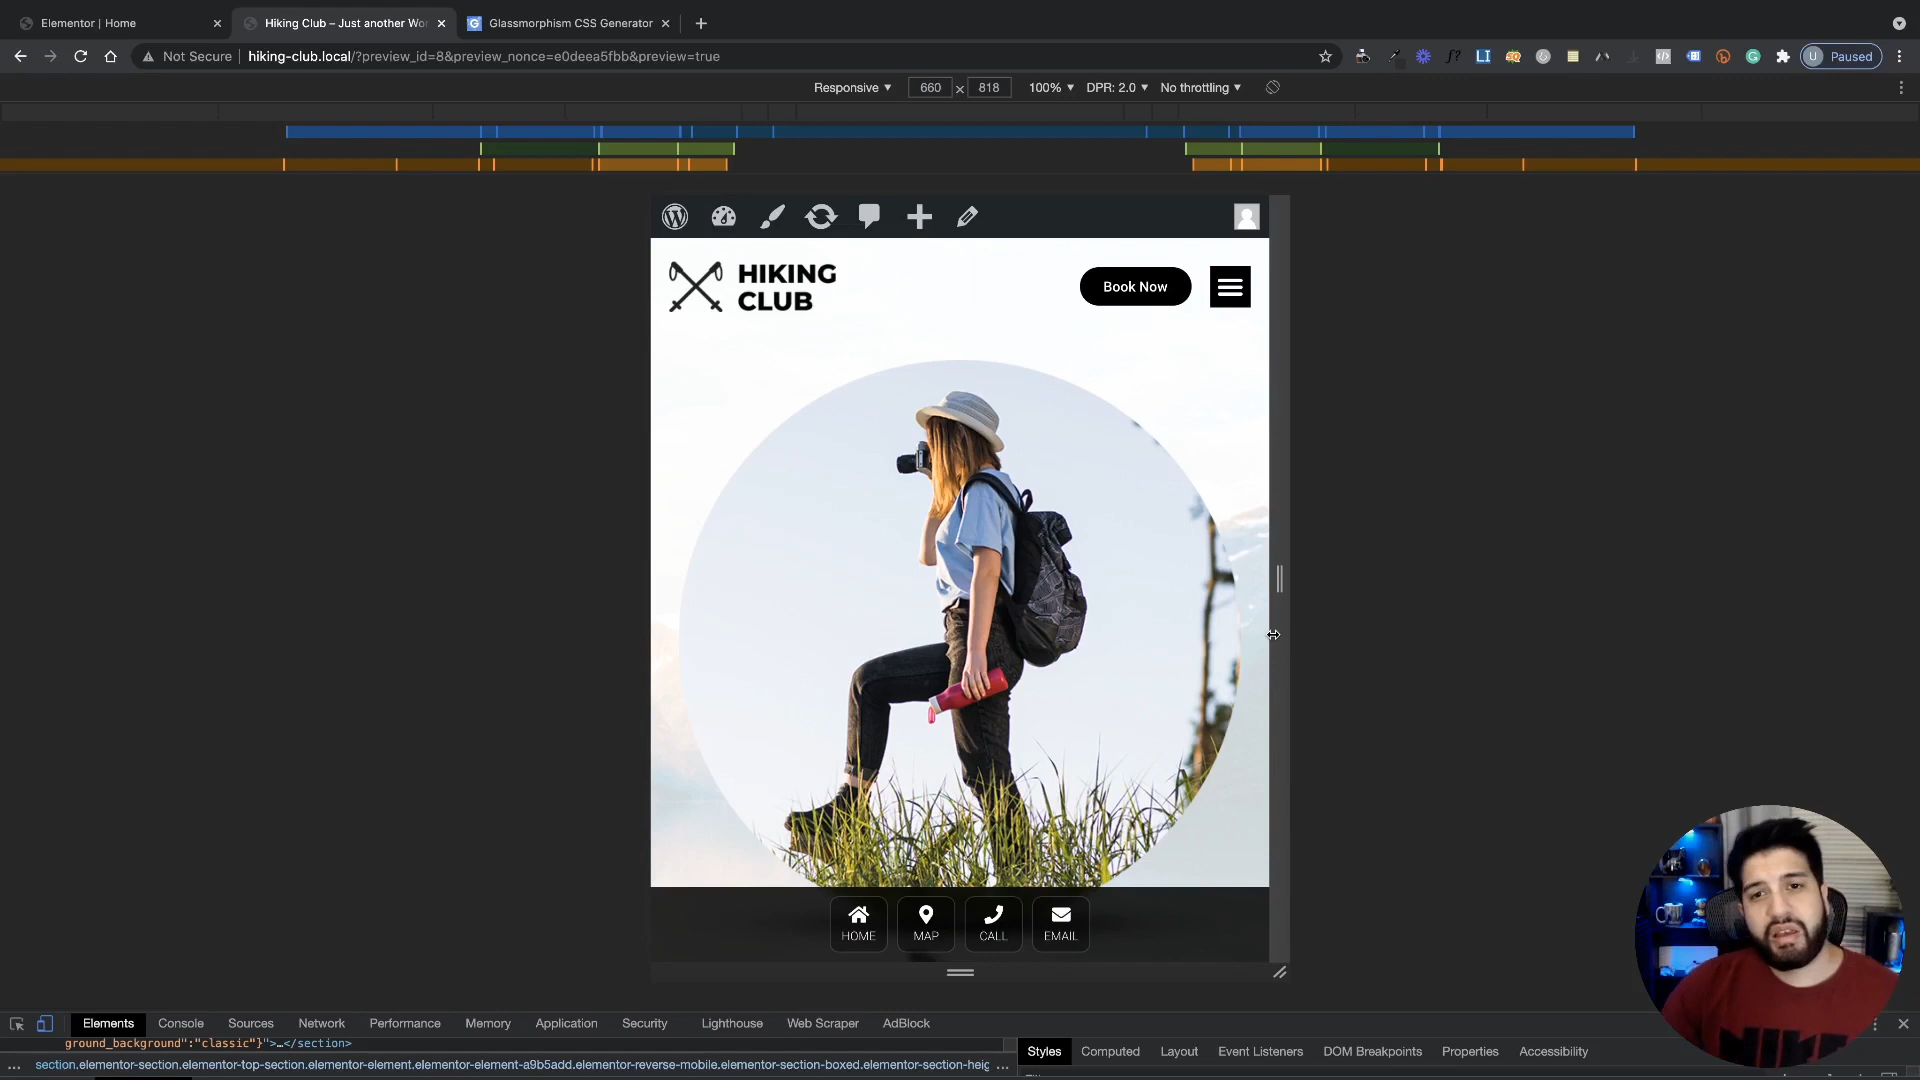 Elementor | Home
Hiking Club – Just another Wor
Glassmorphism CSS Generator
Not Secure
hiking-club.local/?preview_id=8&preview_nonce=e0deea5fbb&preview=true
U Paused
Responsive
660
818
100%
DPR: 2.0
No throttling
HIKING
CLUB
Book Now
HOME
MAP
CALL
EMAIL
Elements
Console
Sources
Network
Performance
Memory
Application
Security
Lighthouse
Web Scraper
AdBlock
ground_background":"classic"}">…</section>
... section.elementor-section.elementor-top-section.elementor-element.elementor-element-a9b5add.elementor-reverse-mobile.elementor-section-boxed.elementor-section-heig ...
Styles
Computed
Layout
Event Listeners
DOM Breakpoints
Properties
Accessibility